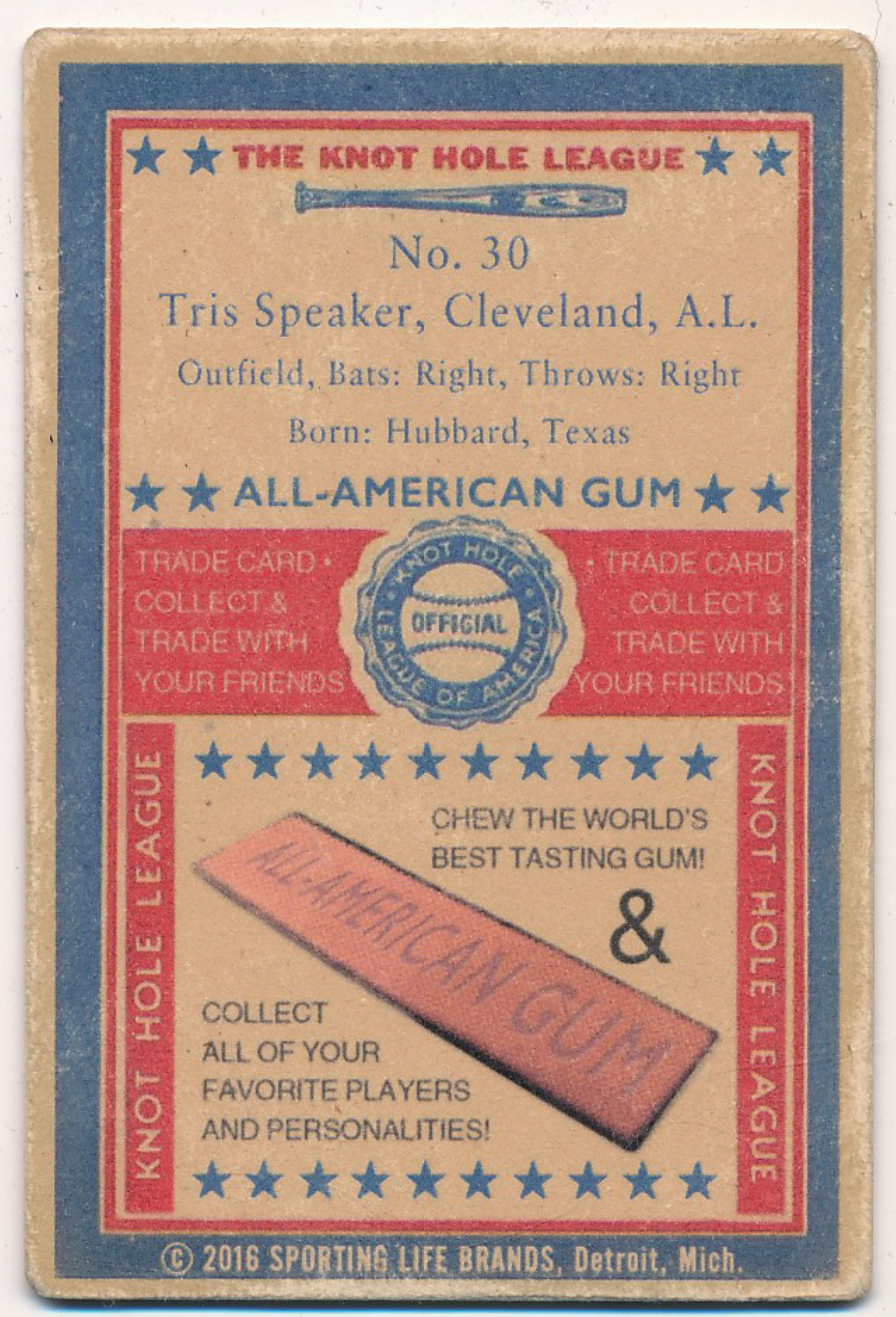 THE KNOT HOLE LEAGUE
No. 30
Tris Speaker, Cleveland, A.L.
Outfield, Bats: Right, Throws: Right
Born: Hubbard, Texas
ALL-AMERICAN GUM
TRADE CARD •
COLLECT &
TRADE WITH
YOUR FRIENDS
• KNOT HOLE •
OFFICIAL
LEAGUE OF AMERICA
• TRADE CARD
COLLECT &
TRADE WITH
YOUR FRIENDS
KNOT HOLE LEAGUE
CHEW THE WORLD'S
BEST TASTING GUM!
&
ALL-AMERICAN GUM
COLLECT
ALL OF YOUR
FAVORITE PLAYERS
AND PERSONALITIES!
KNOT HOLE LEAGUE
© 2016 SPORTING LIFE BRANDS, Detroit, Mich.